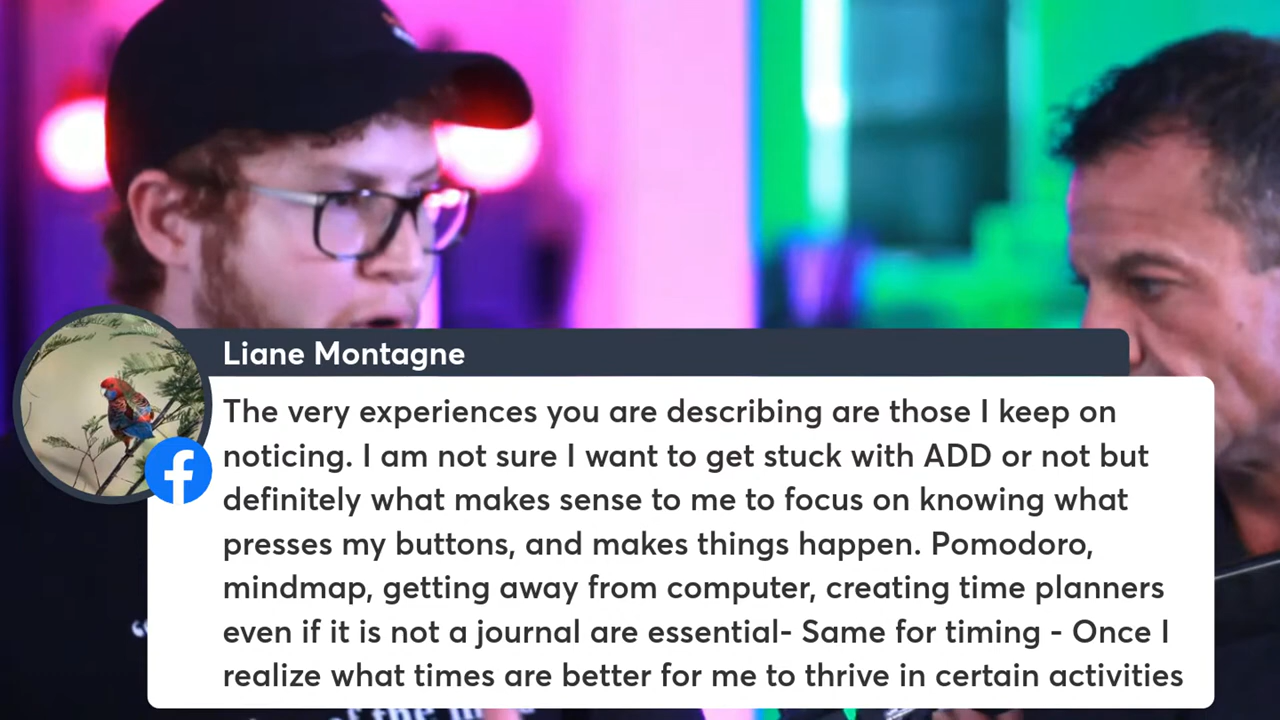 Liane Montagne
The very experiences you are describing are those I keep on
noticing. I am not sure I want to get stuck with ADD or not but
definitely what makes sense to me to focus on knowing what
presses my buttons, and makes things happen. Pomodoro,
mindmap, getting away from computer, creating time planners
even if it is not a journal are essential- Same for timing - Once I
realize what times are better for me to thrive in certain activities